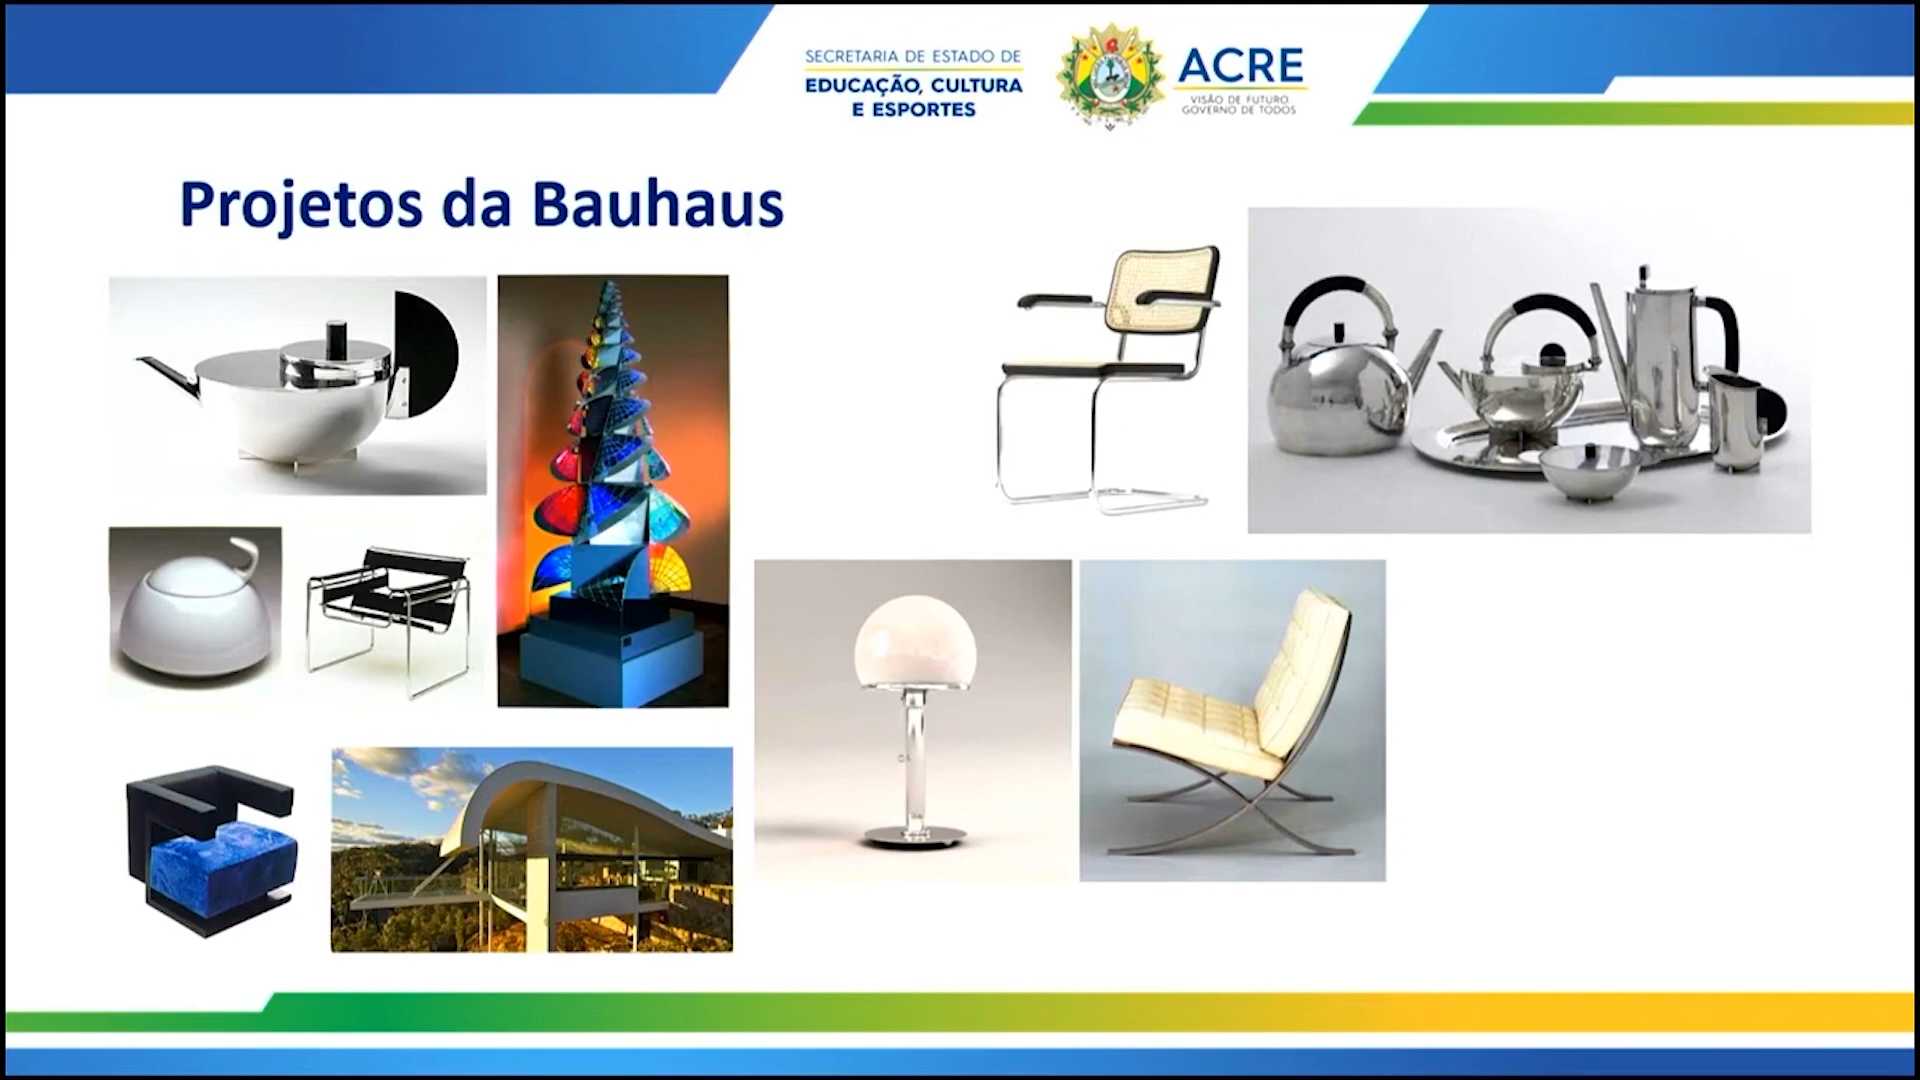 SECRETARIA DE ESTADO DE
EDUCAÇÃO, CULTURA
E ESPORTES
ACRE
VISÃO DE FUTURO
GOVERNO DE TODOS
Projetos da Bauhaus